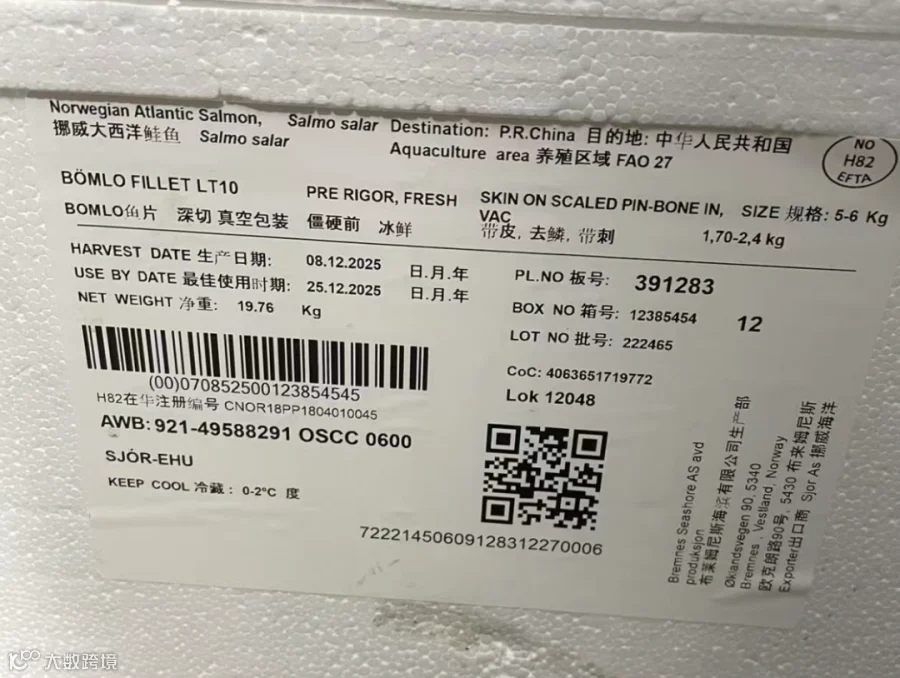 Norwegian Atlantic Salmon, Salmo salar
挪威大西洋鲑鱼 Salmo salar
Destination: P.R.China 目的地: 中华人民共和国
Aquaculture area 养殖区域 FAO 27
NO
H82
EFTA
BÖMLO FILLET LT10 PRE RIGOR, FRESH SKIN ON SCALED PIN-BONE IN, VAC SIZE 规格: 5-6 Kg
BOMLO鱼片 深切 真空包装 僵硬前 冰鲜 带皮, 去鳞, 带刺 1,70-2,4 kg
HARVEST DATE 生产日期: 08.12.2025 日.月.年
USE BY DATE 最佳使用时期: 25.12.2025 日.月.年
NET WEIGHT 净重: 19.76 Kg
PL.NO 板号: 391283
BOX NO 箱号: 12385454 12
LOT NO 批号: 222465
CoC: 4063651719772
Lok 12048
(00)070852500123854545
H82在华注册编号 CNOR18PP1804010045
AWB: 921-49588291 OSCC 0600
SJÓR-EHU
KEEP COOL 冷藏: 0-2°C 度
72221450609128312270006
Bremnes Seashore AS avd
produksjon
布莱姆尼斯海滨有限公司生产部
Øklandsvegen 90, 5340
Bremnes, Vestland, Norway
欧克朗路90号, 5430 布来姆尼斯
Exporter出口商 Sjor As 挪威海洋
大数跨境